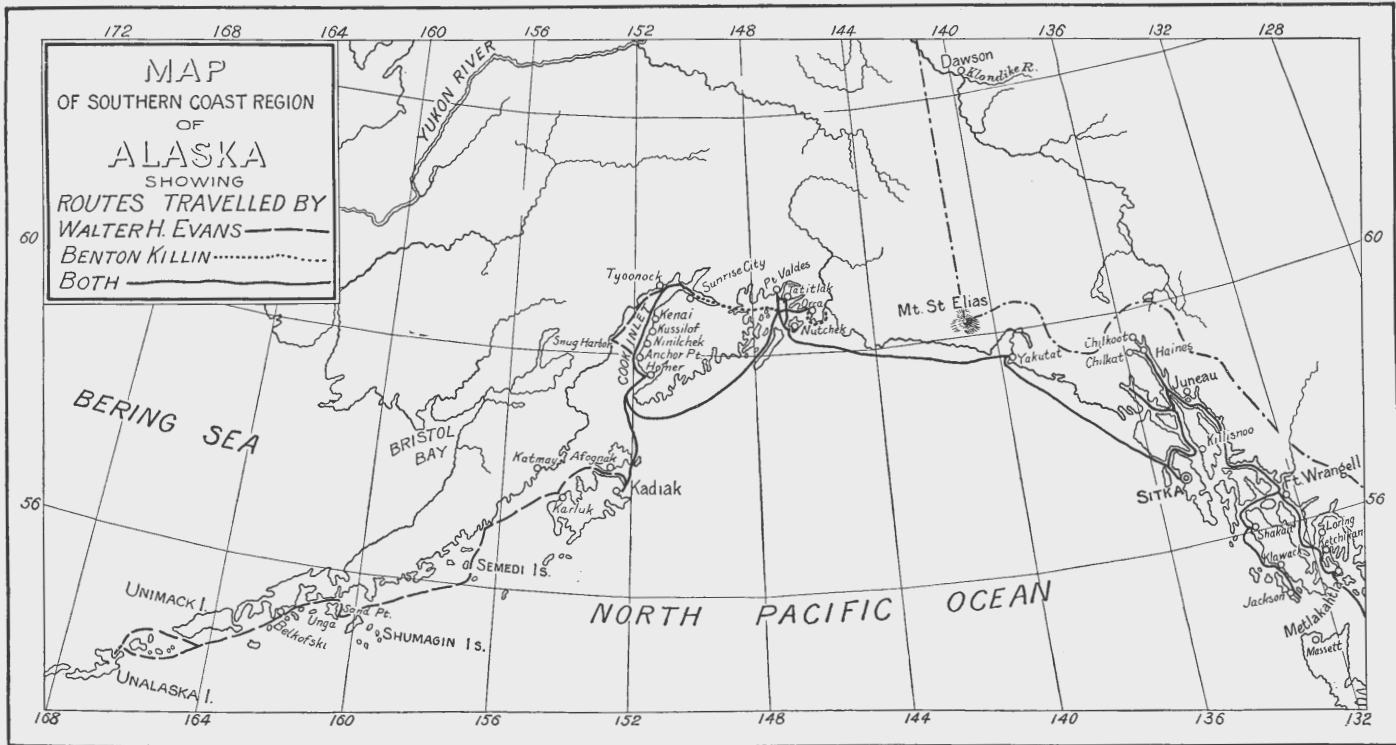 172 168 164 160 156 152 148 144 140 136 132 128
MAP
OF SOUTHERN COAST REGION
OF
ALASKA
SHOWING
ROUTES TRAVELLED BY
WALTER H. EVANS
BENTON KILLIN
BOTH
YUKON RIVER
Dawson
Klondike R.
60
60
Tyoonock
Sunrise City
Pt Valdes
Tatitlak
Orca
Nutchek
Mt. St Elias
Kenai
Kussilof
Ninilchek
Anchor Pt.
Homer
Snug Harbor
COOK INLET
Yakutat
Chilkoot
Chilkat
Haines
Juneau
Killisnoo
SITKA
Ft. Wrangell
BERING SEA
BRISTOL
BAY
Katmay
Afognak
Kadiak
Karluk
56
56
Shakan
Klawack
Jackson
Loring
Ketchikan
Metlakahtla
Massett
SEMEDI IS.
UNIMACK I.
Sand Pt.
Unga
Belkofski
SHUMAGIN IS.
UNALASKA I.
NORTH PACIFIC OCEAN
168 164 160 156 152 148 144 140 136 132